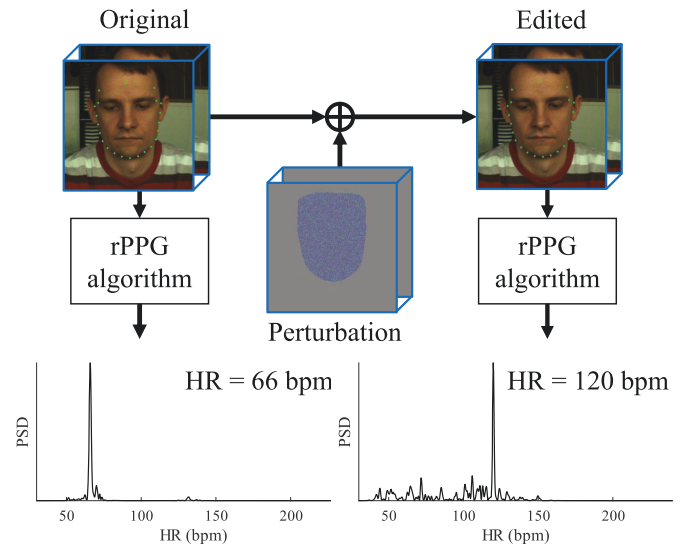 Original
Edited
rPPG
algorithm
rPPG
algorithm
Perturbation
HR = 66 bpm
HR = 120 bpm
PSD
PSD
50
100
150
200
HR (bpm)
50
100
150
200
HR (bpm)